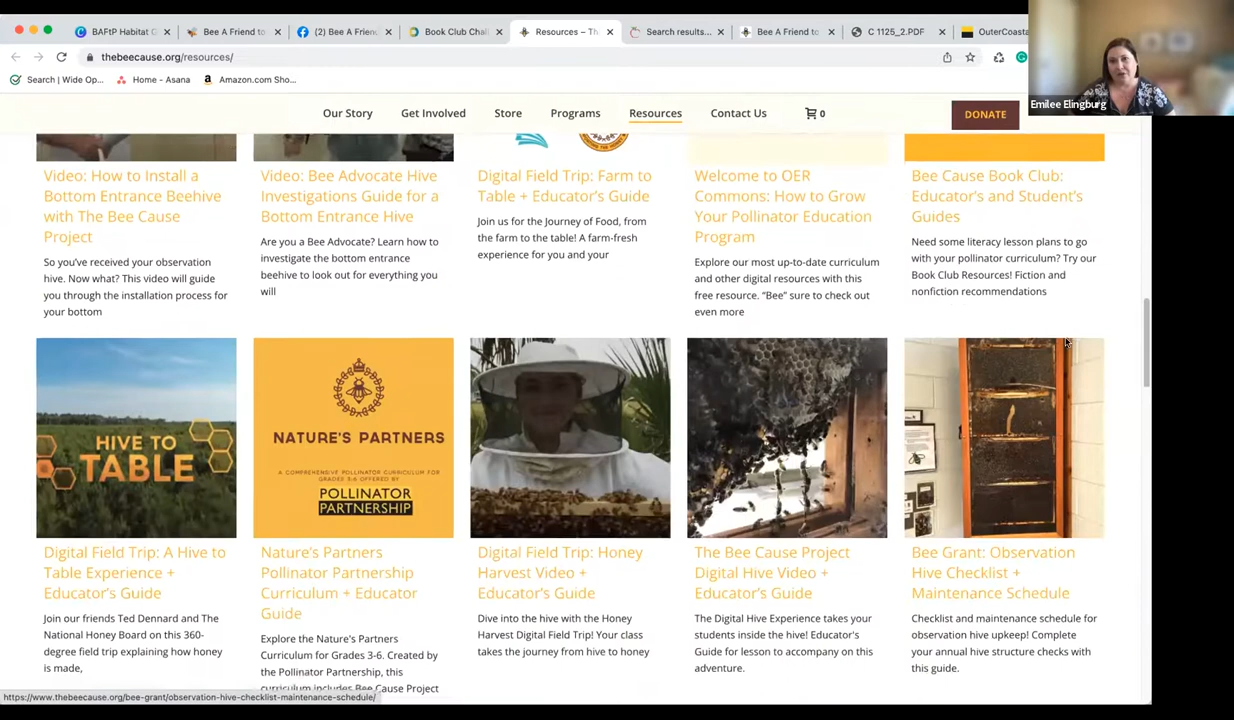 BAFtP Habitat C
Bee A Friend to
(2) Bee A Frien
Book Club Chal
Resources – Th
Search results...
Bee A Friend to
C 1125_2.PDF
OuterCoasta
thebeecause.org/resources/
Search | Wide Op...
Home - Asana
Amazon.com Sho...
Emilee Elingburg
Our Story
Get Involved
Store
Programs
Resources
Contact Us
0
DONATE
Video: How to Install a
Bottom Entrance Beehive
with The Bee Cause
Project
So you've received your observation
hive. Now what? This video will guide
you through the installation process for
your bottom
Video: Bee Advocate Hive
Investigations Guide for a
Bottom Entrance Hive
Are you a Bee Advocate? Learn how to
investigate the bottom entrance
beehive to look out for everything you
will
Digital Field Trip: Farm to
Table + Educator's Guide
Join us for the Journey of Food, from
the farm to the table! A farm-fresh
experience for you and your
Welcome to OER
Commons: How to Grow
Your Pollinator Education
Program
Explore our most up-to-date curriculum
and other digital resources with this
free resource. "Bee" sure to check out
even more
Bee Cause Book Club:
Educator's and Student's
Guides
Need some literacy lesson plans to go
with your pollinator curriculum? Try our
Book Club Resources! Fiction and
nonfiction recommendations
HIVE TO
TABLE
NATURE'S PARTNERS
A COMPREHENSIVE POLLINATOR CURRICULUM FOR
GRADES 3-6 OFFERED BY
POLLINATOR
PARTNERSHIP
Digital Field Trip: A Hive to
Table Experience +
Educator's Guide
Join our friends Ted Dennard and The
National Honey Board on this 360-
degree field trip explaining how honey
is made,
Nature's Partners
Pollinator Partnership
Curriculum + Educator
Guide
Explore the Nature's Partners
Curriculum for Grades 3-6. Created by
the Pollinator Partnership, this
curriculum includes Bee Cause Project
Digital Field Trip: Honey
Harvest Video +
Educator's Guide
Dive into the hive with the Honey
Harvest Digital Field Trip! Your class
takes the journey from hive to honey
The Bee Cause Project
Digital Hive Video +
Educator's Guide
The Digital Hive Experience takes your
students inside the hive! Educator's
Guide for lesson to accompany on this
adventure.
Bee Grant: Observation
Hive Checklist +
Maintenance Schedule
Checklist and maintenance schedule for
observation hive upkeep! Complete
your annual hive structure checks with
this guide.
https://www.thebeecause.org/bee-grant/observation-hive-checklist-maintenance-schedule/